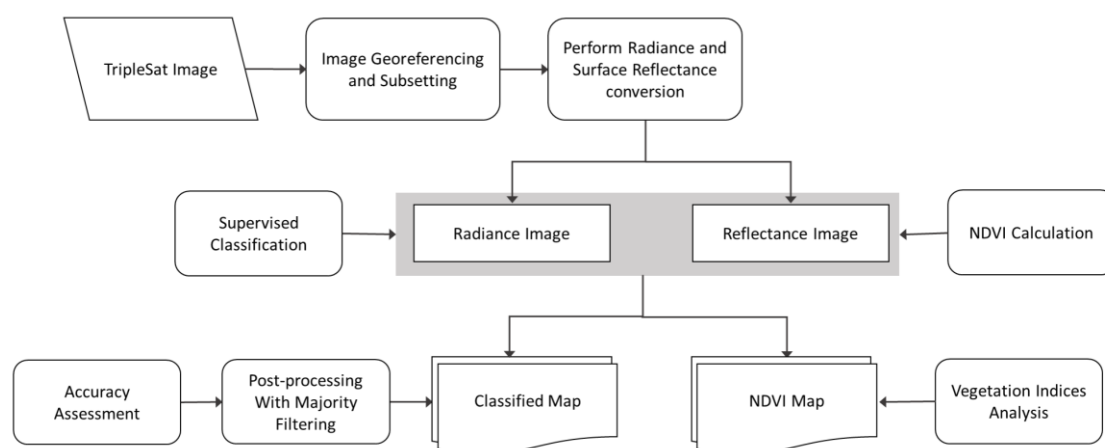 TripleSat Image
Image Georeferencing
and Subsetting
Perform Radiance and
Surface Reflectance
conversion
Supervised
Classification
Radiance Image
Reflectance Image
NDVI Calculation
Accuracy
Assessment
Post-processing
With Majority
Filtering
Classified Map
NDVI Map
Vegetation Indices
Analysis